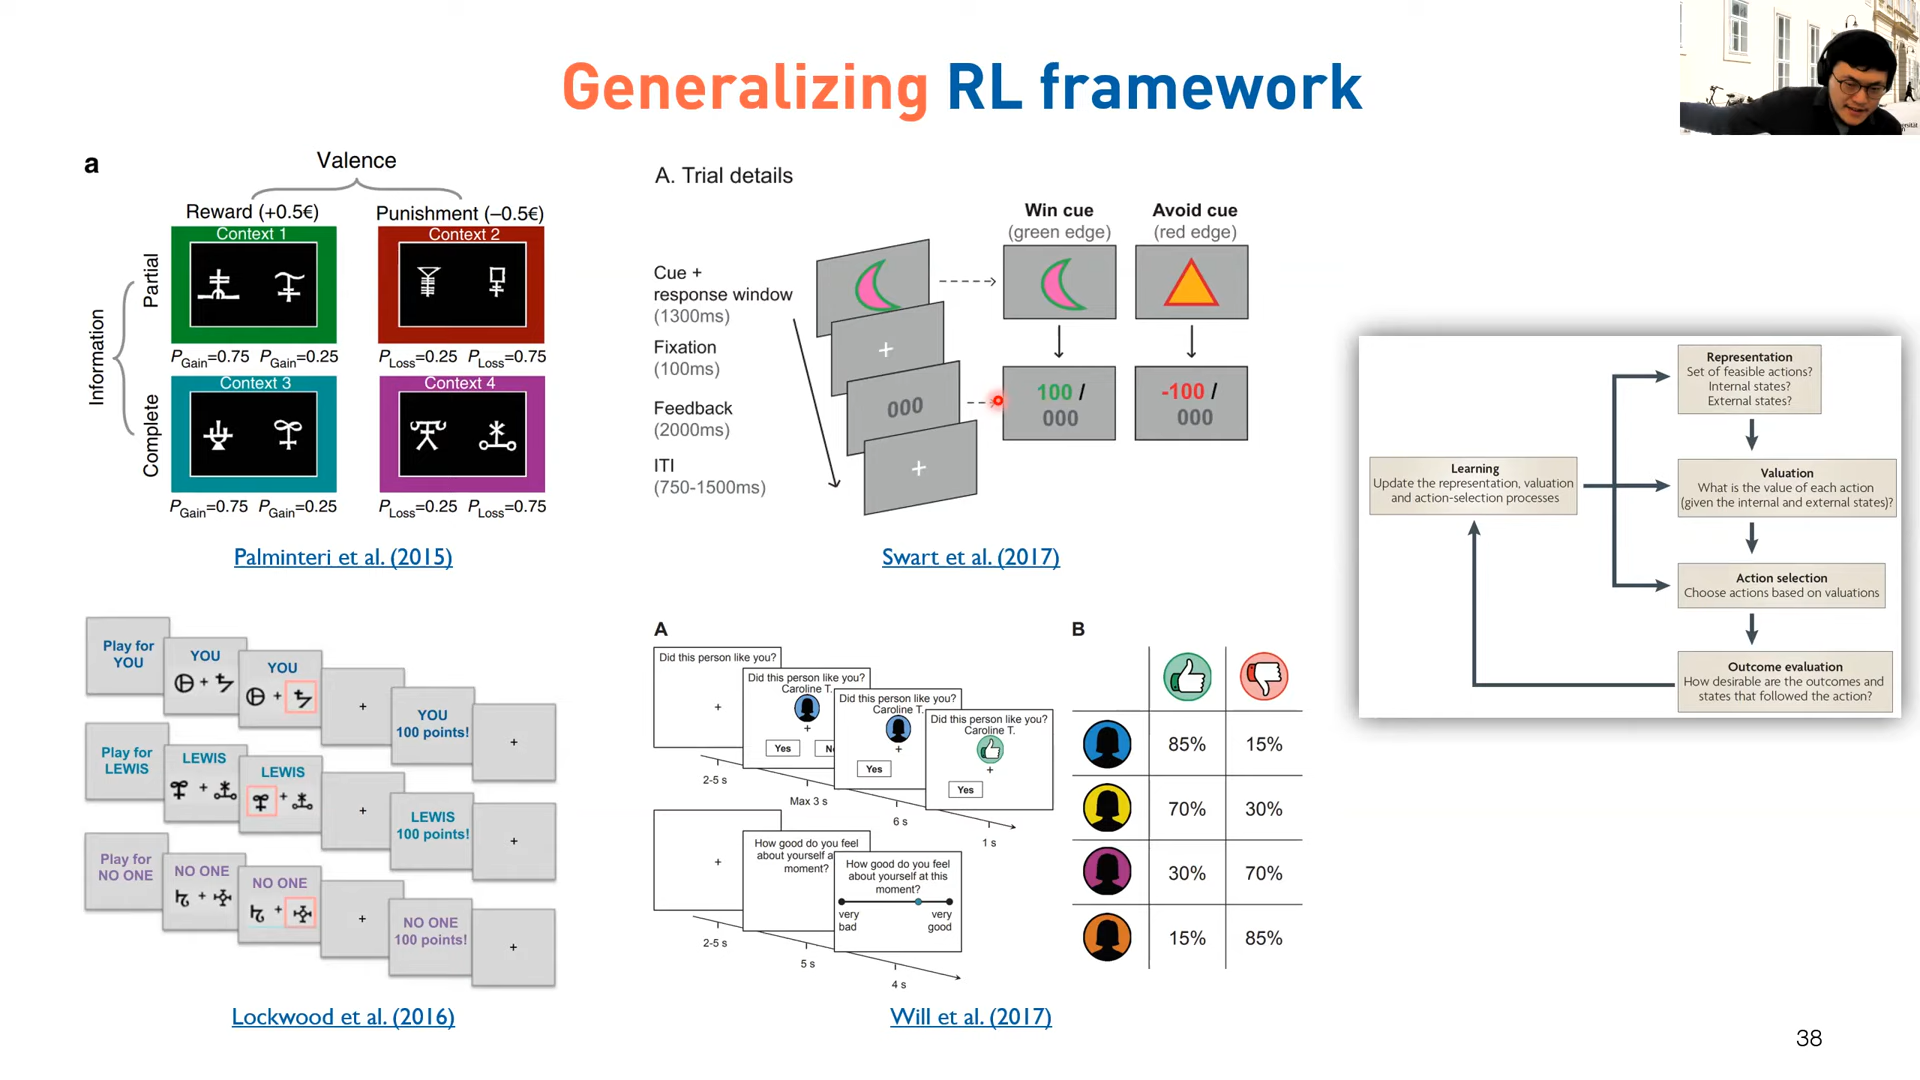 Generalizing RL framework
a
Valence
Reward (+0.5€)
Punishment (–0.5€)
Information
Partial
Complete
Context 1
Context 2
PGain=0.75 PGain=0.25
PLoss=0.25 PLoss=0.75
Context 3
Context 4
PGain=0.75 PGain=0.25
PLoss=0.25 PLoss=0.75
Palminteri et al. (2015)
A. Trial details
Win cue
(green edge)
Avoid cue
(red edge)
Cue +
response window
(1300ms)
Fixation
(100ms)
Feedback
(2000ms)
ITI
(750-1500ms)
+
000
+
100 /
000
-100 /
000
Swart et al. (2017)
Representation
Set of feasible actions?
Internal states?
External states?
Learning
Update the representation, valuation
and action-selection processes
Valuation
What is the value of each action
(given the internal and external states)?
Action selection
Choose actions based on valuations
Outcome evaluation
How desirable are the outcomes and
states that followed the action?
Play for
YOU
YOU
+
YOU
+
+
YOU
100 points!
+
Play for
LEWIS
LEWIS
+
LEWIS
+
+
LEWIS
100 points!
+
Play for
NO ONE
NO ONE
+
NO ONE
+
+
NO ONE
100 points!
+
Lockwood et al. (2016)
A
Did this person like you?
+
Did this person like you?
Caroline T.
+
Yes
Did this person like you?
Caroline T.
+
Yes
Did this person like you?
Caroline T.
+
Yes
2-5 s
Max 3 s
6 s
1 s
+
How good do you feel
about yourself
moment?
How good do you feel
about yourself at this
moment?
very
bad
very
good
2-5 s
5 s
4 s
B
85% 15%
70% 30%
30% 70%
15% 85%
Will et al. (2017)
38